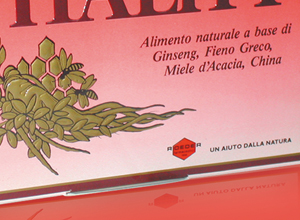 Alimento naturale a base di
Ginseng, Fieno Greco,
Miele d'Acacia, China
UN AIUTO DALLA NATURA